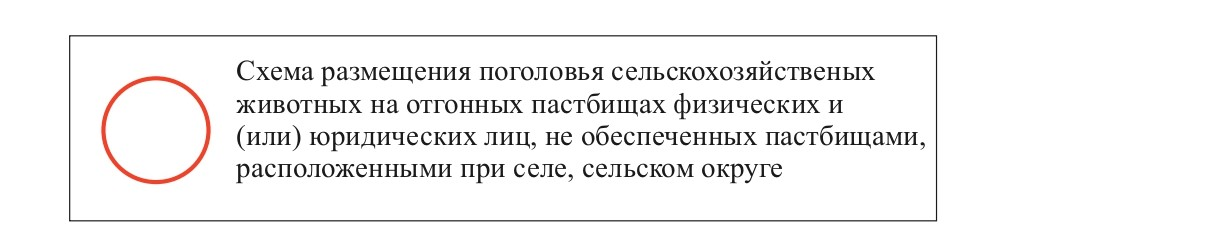 Схема размещения поголовья сельскохозяйственых
животных на отгонных пастбищах физических и
(или) юридических лиц, не обеспеченных пастбищами,
расположенными при селе, сельском округе